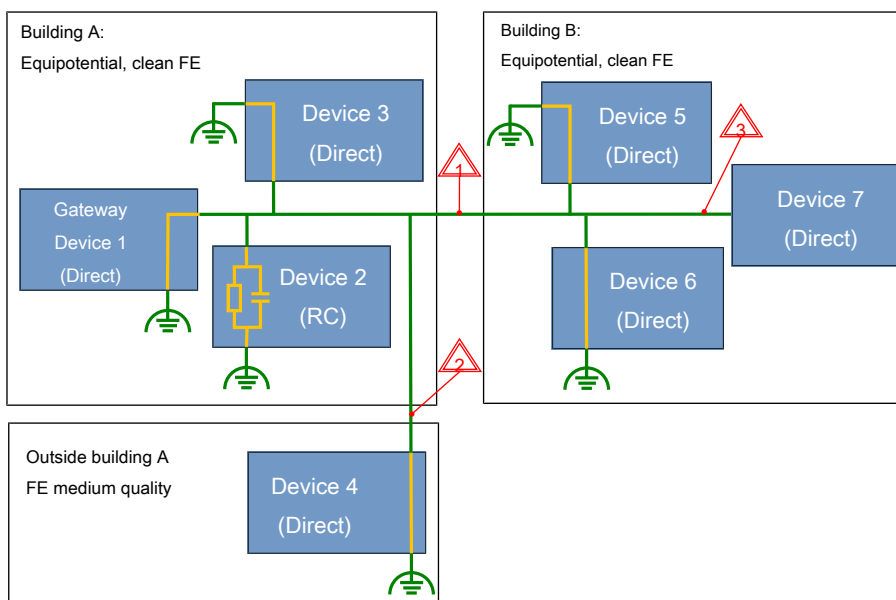 Building A:
Equipotential, clean FE
Device 3
(Direct)
Gateway
Device 1
(Direct)
Device 2
(RC)
1
2
Building B:
Equipotential, clean FE
Device 5
(Direct)
3
Device 7
(Direct)
Device 6
(Direct)
Outside building A
FE medium quality
Device 4
(Direct)